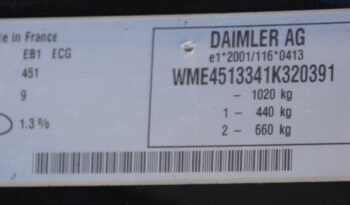 de in France
EB1 ECG
451
9
1.3 %
DAIMLER AG
e1*2001/116*0413
WME4513341K320391
- 1020 kg
1 - 440 kg
2 - 660 kg